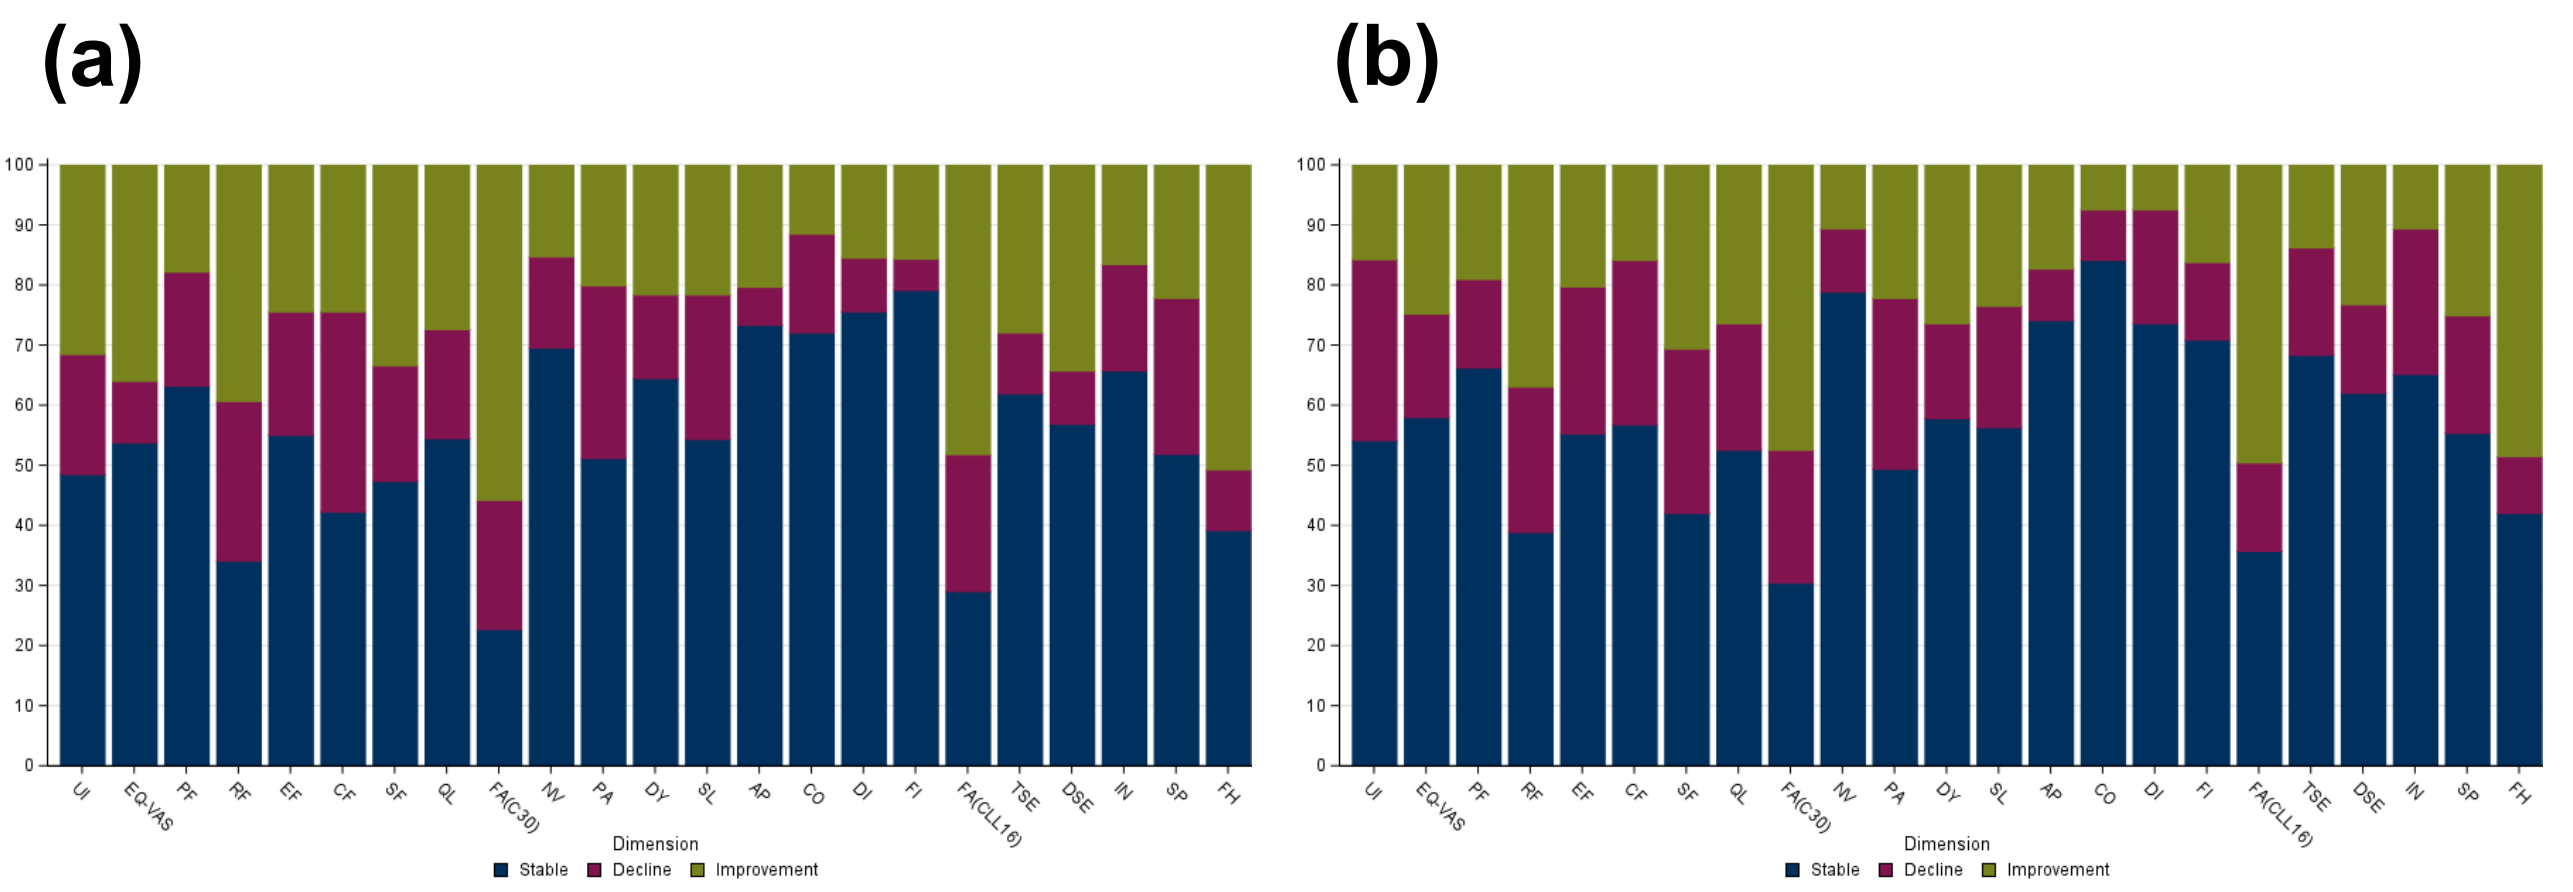 (a)
(b)
100
90
80
70
60
50
40
30
20
10
0
UI EQ-VAS PF RF EF CF SF QL FA(C30) NV PA DY SL AP CO DI FI FA(CLL16) TSE DSE IN SP FH
Dimension
Stable Decline Improvement
100
90
80
70
60
50
40
30
20
10
0
UI EQ-VAS PF RF EF CF SF QL FA(C30) NV PA DY SL AP CO DI FI FA(CLL16) TSE DSE IN SP FH
Dimension
Stable Decline Improvement